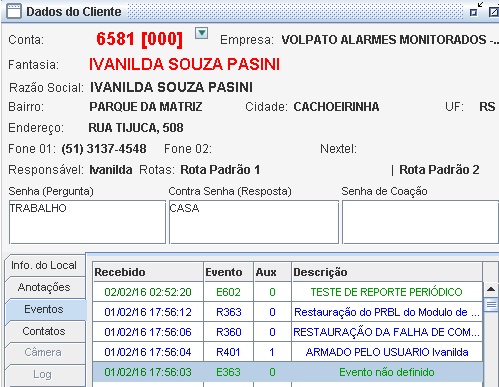 Dados do Cliente
Conta: 6581 [000] Empresa: VOLPATO ALARMES MONITORADOS -...
Fantasia: IVANILDA SOUZA PASINI
Razão Social: IVANILDA SOUZA PASINI
Bairro: PARQUE DA MATRIZ Cidade: CACHOEIRINHA UF: RS
Endereço: RUA TIJUCA, 508
Fone 01: (51) 3137-4548 Fone 02: Nextel:
Responsável: Ivanilda Rotas: Rota Padrão 1 | Rota Padrão 2
Senha (Pergunta) Contra Senha (Resposta) Senha de Coação
TRABALHO CASA
Info. do Local
Anotações
Eventos
Contatos
Câmera
Log
Recebido Evento Aux Descrição
02/02/16 02:52:20 E602 0 TESTE DE REPORTE PERIÓDICO
01/02/16 17:56:12 R363 0 Restauração do PRBL do Modulo de ...
01/02/16 17:56:06 R360 0 RESTAURAÇÃO DA FALHA DE COM...
01/02/16 17:56:04 R401 1 ARMADO PELO USUARIO Ivanilda
01/02/16 17:56:03 E363 0 Evento não definido